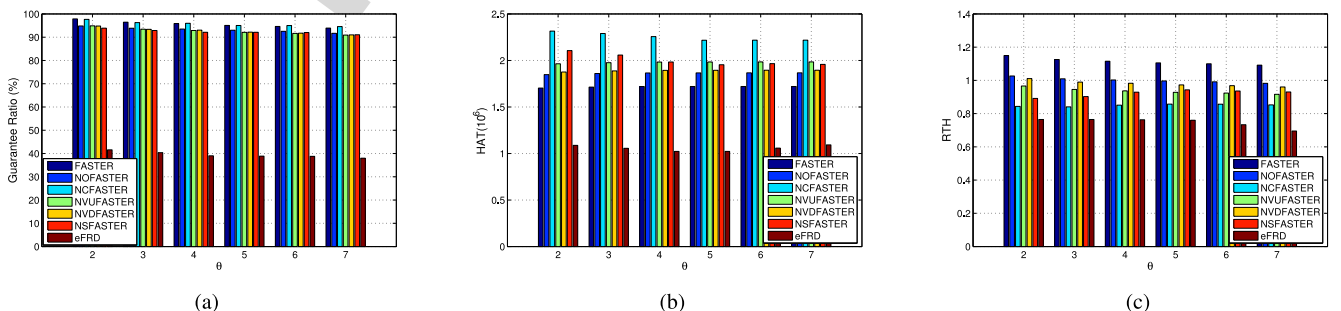 100
90
80
70
60
50
40
30
20
10
0
Guarantee Ratio (%)
FASTER
NOFASTER
NCFASTER
NVUFASTER
NVDFASTER
NSFASTER
eFRD
2 3 4 5 6 7
θ
(a)
2.5
2
1.5
1
0.5
0
HAT(10^6)
FASTER
NOFASTER
NCFASTER
NVUFASTER
NVDFASTER
NSFASTER
eFRD
2 3 4 5 6 7
θ
(b)
1.4
1.2
1
0.8
0.6
0.4
0.2
0
RTH
FASTER
NOFASTER
NCFASTER
NVUFASTER
NVDFASTER
NSFASTER
eFRD
2 3 4 5 6 7
θ
(c)